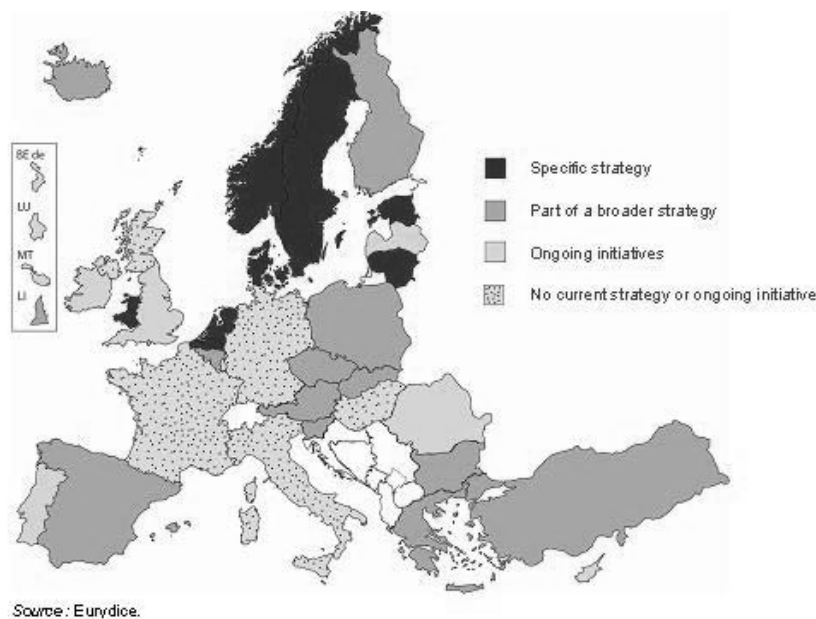 BE de
LU
MT
LI
Specific strategy
Part of a broader strategy
Ongoing initiatives
No current strategy or ongoing initiative
Source: Eurydice.